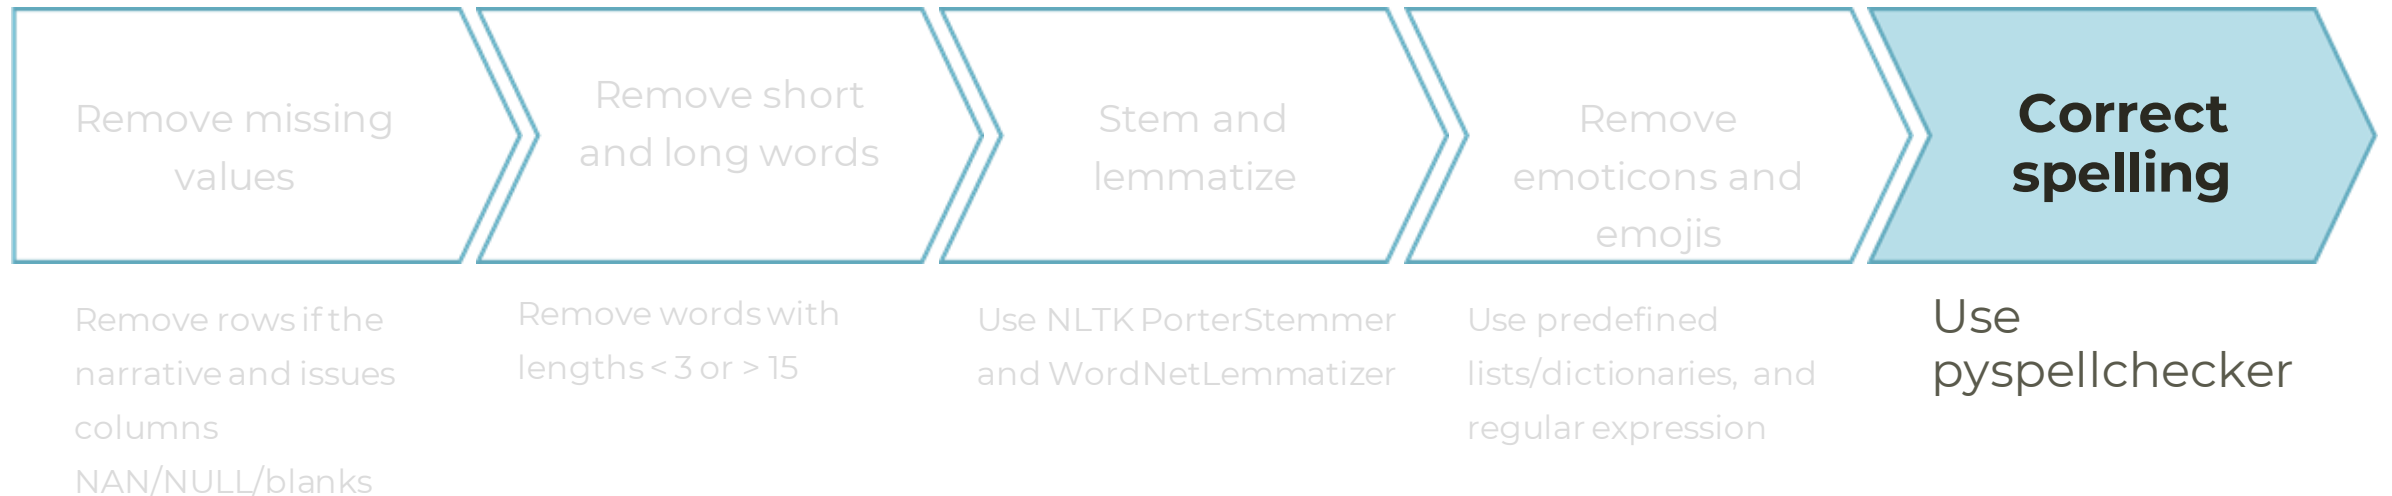 Remove missing
values
Remove short
and long words
Stem and
lemmatize
Remove
emoticons and
emojis
Correct
spelling
Remove rows if the
narrative and issues
columns
NAN/NULL/blanks
Remove words with
lengths < 3 or > 15
Use NLTK PorterStemmer
and WordNetLemmatizer
Use predefined
lists/dictionaries, and
regular expression
Use
pyspellchecker